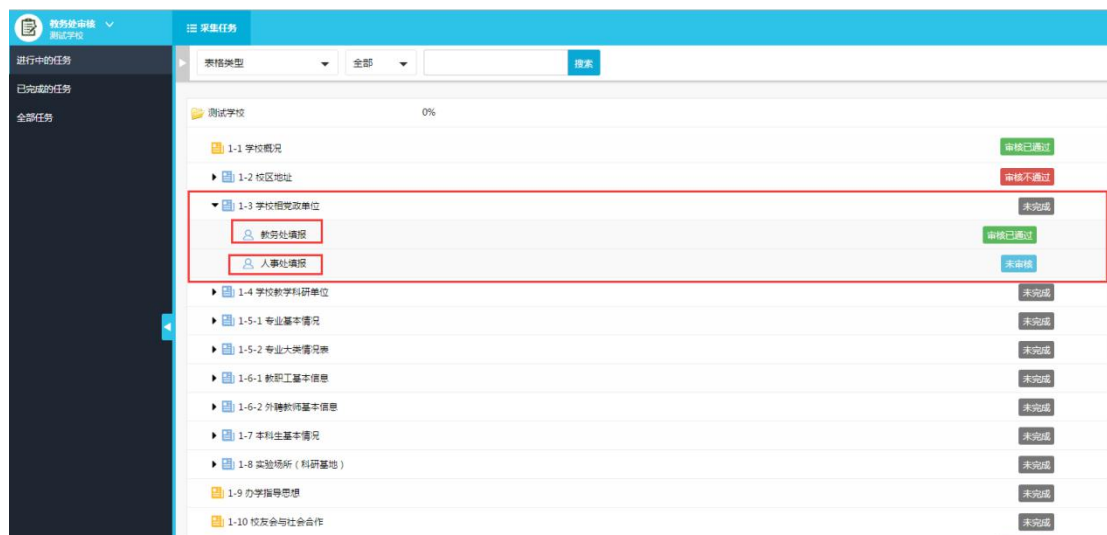 教务处审核
测试学校
采集任务
进行中的任务
已完成的任务
全部任务
表格类型 全部 搜索
测试学校 0%
1-1 学校概况 审核已通过
1-2 校区地址 审核不通过
1-3 学校相党政单位 未完成
教务处填报 审核已通过
人事处填报 未审核
1-4 学校教学科研单位 未完成
1-5-1 专业基本情况 未完成
1-5-2 专业大类情况表 未完成
1-6-1 教职工基本信息 未完成
1-6-2 外聘教师基本信息 未完成
1-7 本科生基本情况 未完成
1-8 实验场所（科研基地） 未完成
1-9 办学指导思想 未完成
1-10 校友会与社会合作 未完成